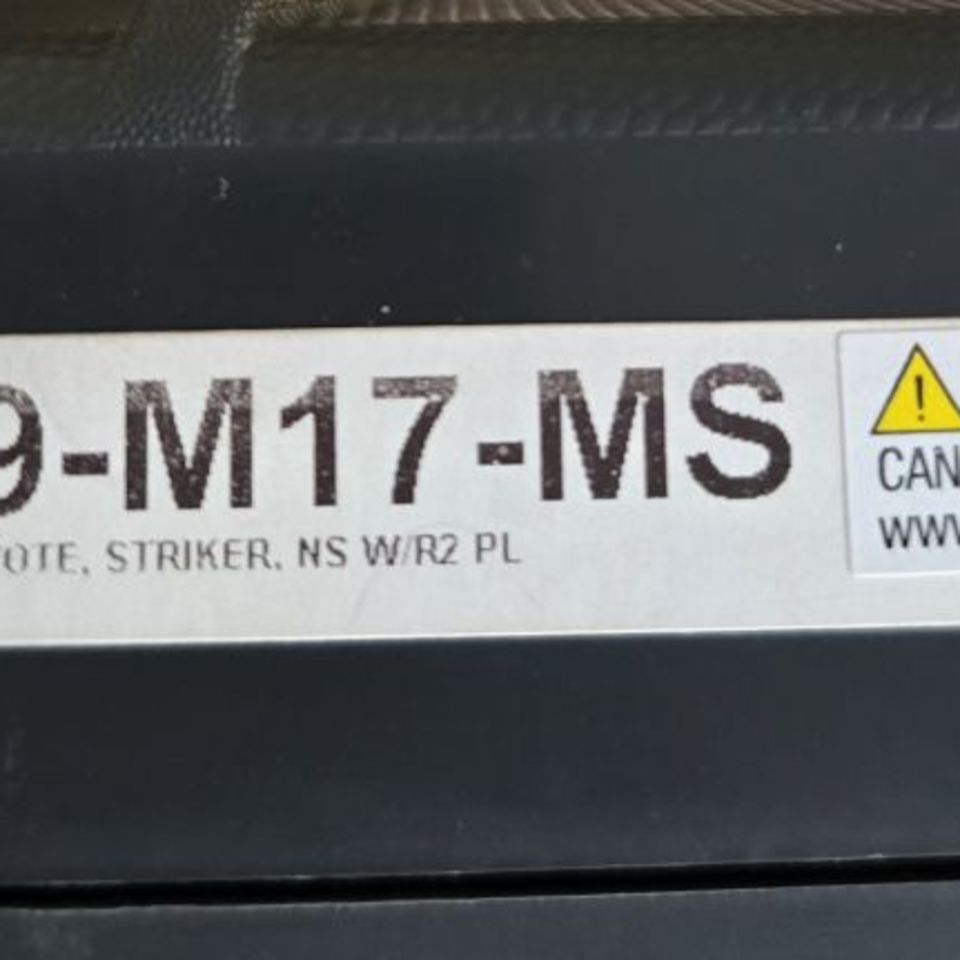 9-M17-MS
OTE, STRIKER, NS W/R2 PL
CAN
WWW